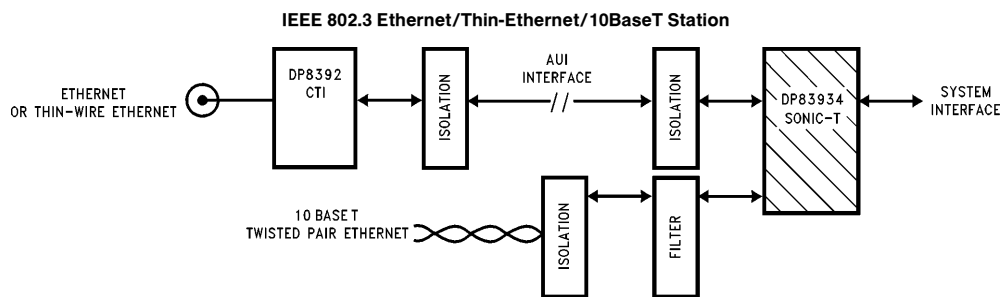 IEEE 802.3 Ethernet/Thin-Ethernet/10BaseT Station
ETHERNET
OR THIN-WIRE ETHERNET
DP8392
CTI
ISOLATION
AUI
INTERFACE
ISOLATION
DP83934
SONIC-T
SYSTEM
INTERFACE
10 BASE T
TWISTED PAIR ETHERNET
ISOLATION
FILTER